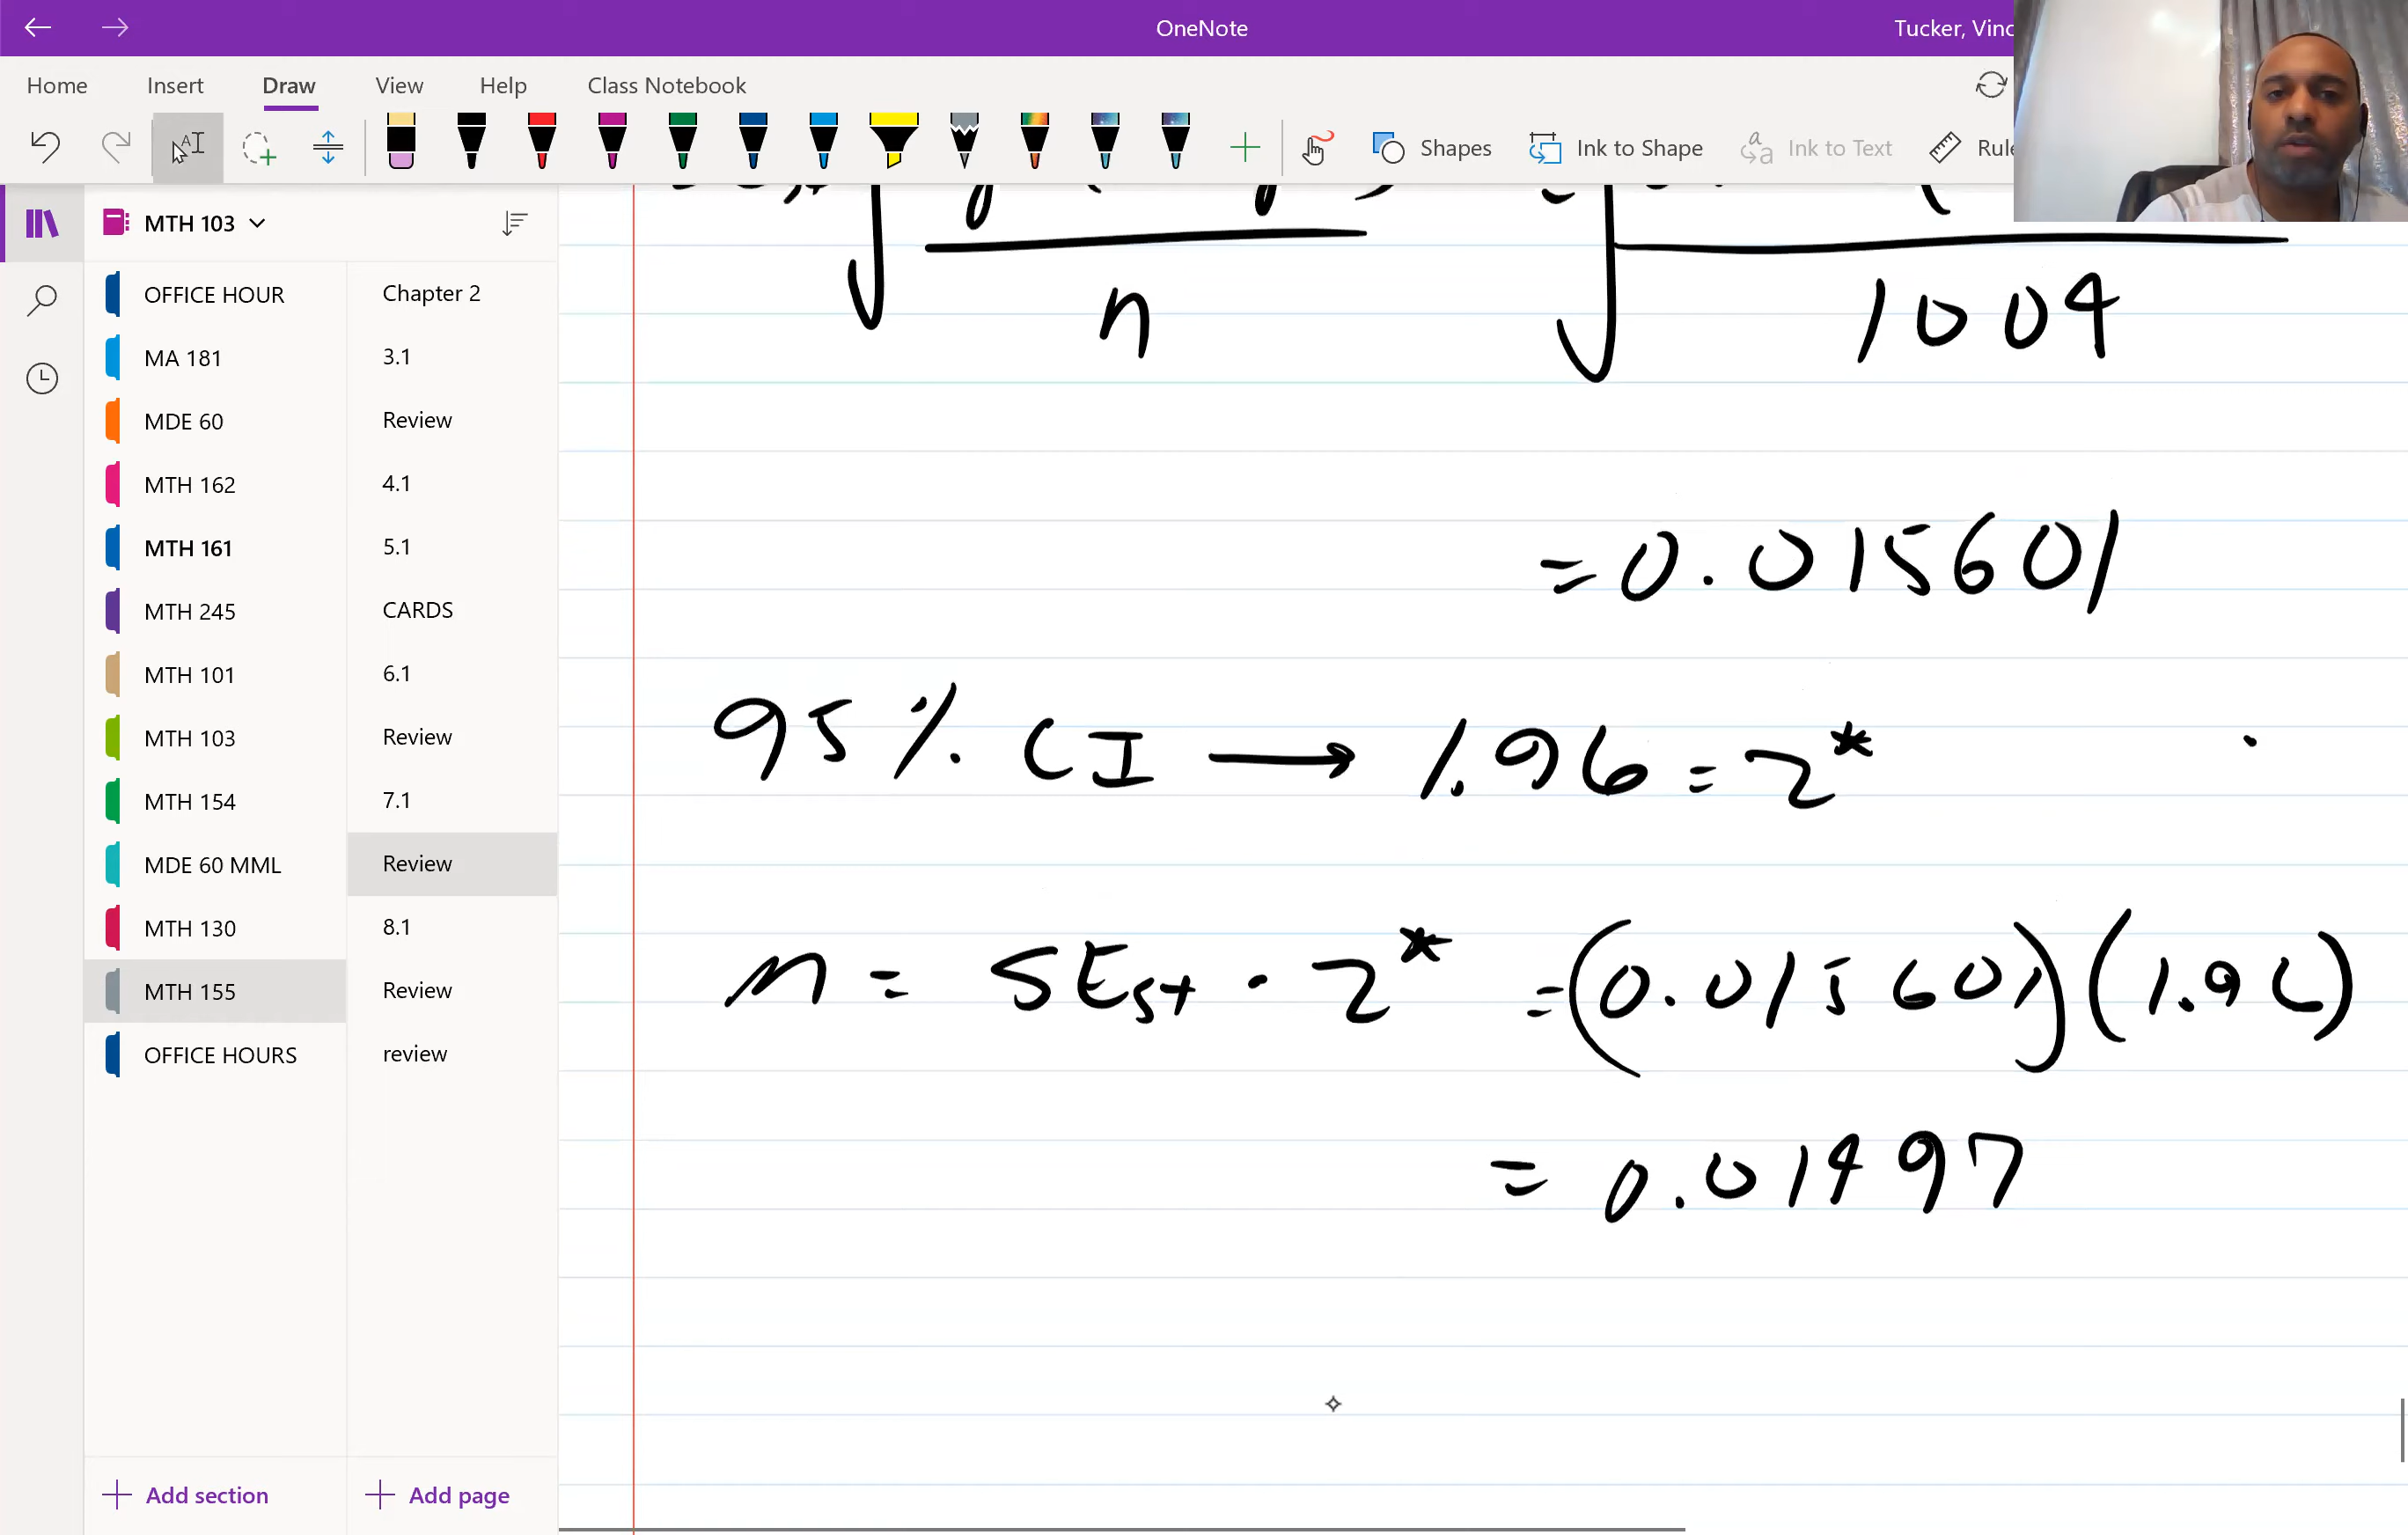 OneNote
Tucker, Vinc
Home Insert Draw View Help Class Notebook
Shapes Ink to Shape Ink to Text Rule
MTH 103
OFFICE HOUR
MA 181
MDE 60
MTH 162
MTH 161
MTH 245
MTH 101
MTH 103
MTH 154
MDE 60 MML
MTH 130
MTH 155
OFFICE HOURS
Add section
Chapter 2
3.1
Review
4.1
5.1
CARDS
6.1
Review
7.1
Review
8.1
Review
review
Add page
n 1004
= 0.015601
95% CI → 1.96 = z*
m = SEst · z* = (0.015601)(1.96)
= 0.01497